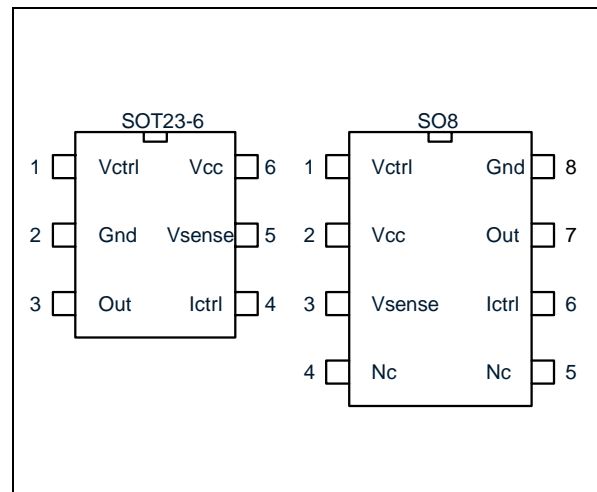 SOT23-6
1 Vctrl Vcc 6
2 Gnd Vsense 5
3 Out Ictrl 4
SO8
1 Vctrl Gnd 8
2 Vcc Out 7
3 Vsense Ictrl 6
4 Nc Nc 5